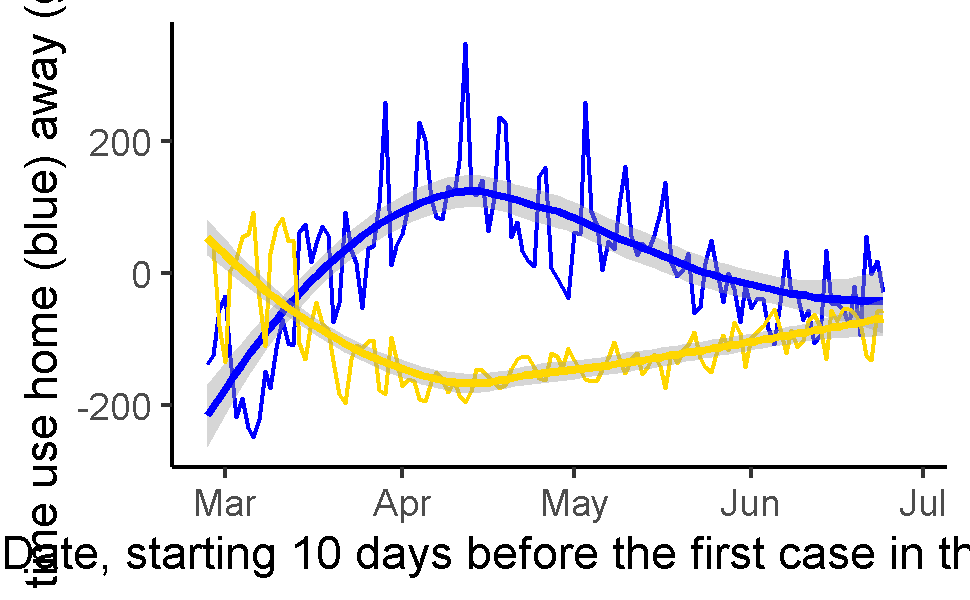 time use home (blue) away (
200
0
-200
Mar Apr May Jun Jul
Date, starting 10 days before the first case in th